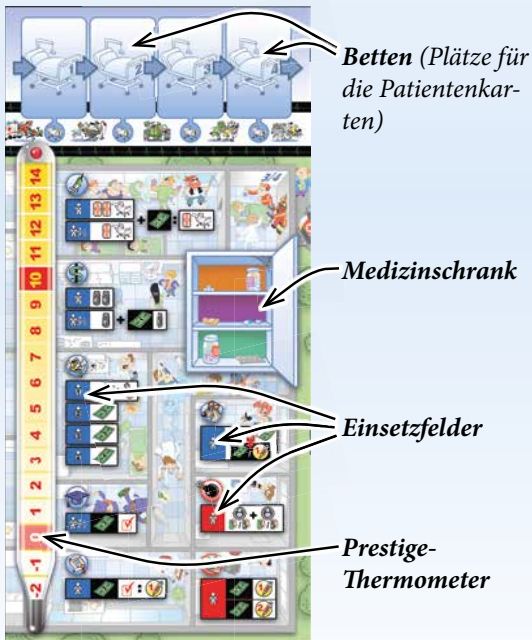 Betten (Plätze für
die Patientenkar-
ten)
14
13
12
11
10
9
8
7
6
5
4
3
2
1
0
-1
-2
Medizinschrank
Einsetzfelder
Prestige-
Thermometer